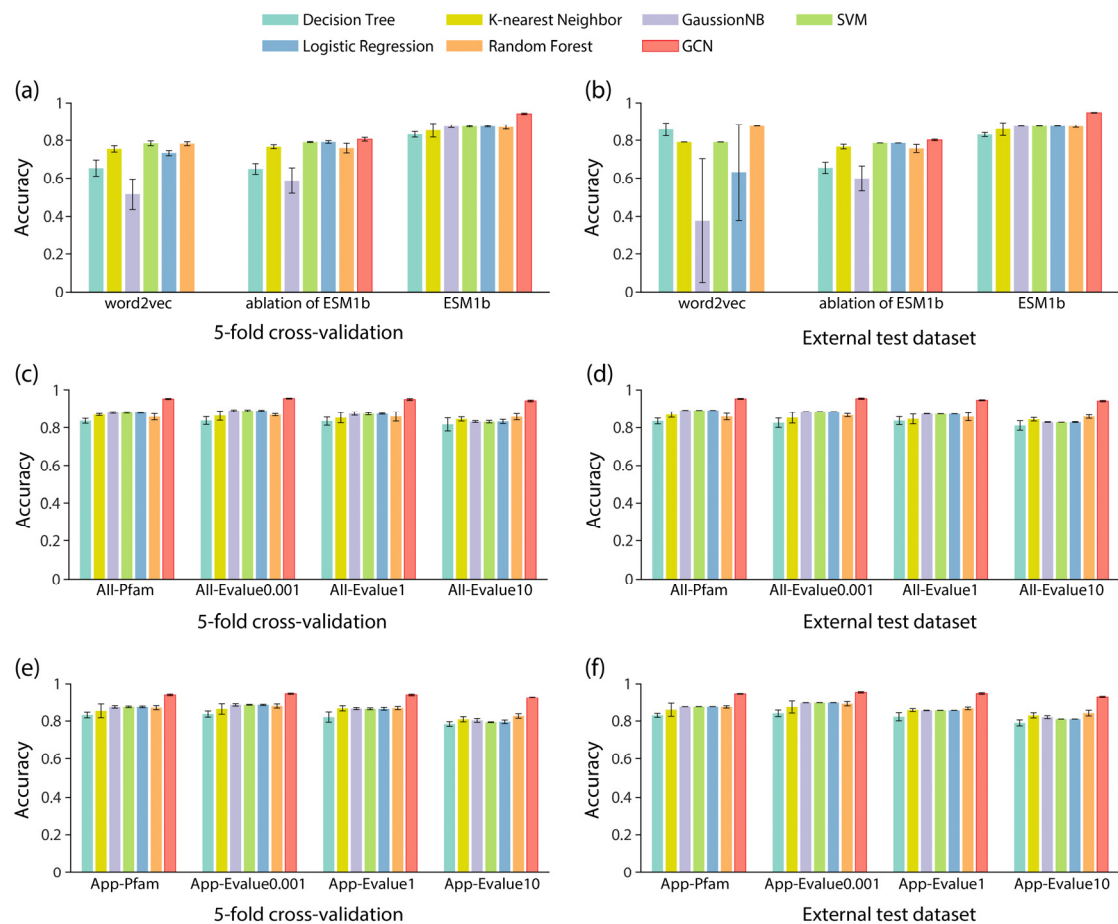 Decision Tree K-nearest Neighbor GaussionNB SVM
Logistic Regression Random Forest GCN
(a)
Accuracy
1
0.8
0.6
0.4
0.2
0
word2vec ablation of ESM1b ESM1b
5-fold cross-validation
(b)
Accuracy
1
0.8
0.6
0.4
0.2
0
word2vec ablation of ESM1b ESM1b
External test dataset
(c)
Accuracy
1
0.8
0.6
0.4
0.2
0
All-Pfam All-Evalue0.001 All-Evalue1 All-Evalue10
5-fold cross-validation
(d)
Accuracy
1
0.8
0.6
0.4
0.2
0
All-Pfam All-Evalue0.001 All-Evalue1 All-Evalue10
External test dataset
(e)
Accuracy
1
0.8
0.6
0.4
0.2
0
App-Pfam App-Evalue0.001 App-Evalue1 App-Evalue10
5-fold cross-validation
(f)
Accuracy
1
0.8
0.6
0.4
0.2
0
App-Pfam App-Evalue0.001 App-Evalue1 App-Evalue10
External test dataset